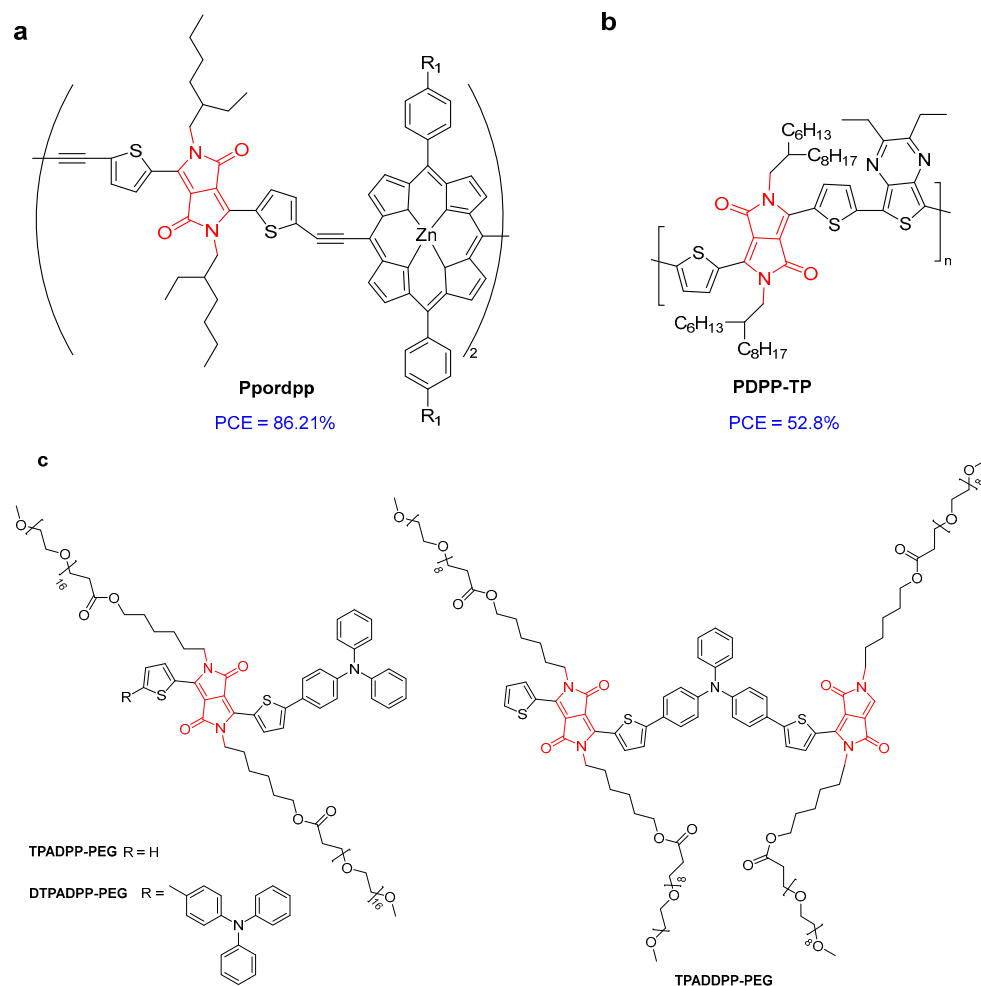 a
R1
S
N
O
O
N
S
Zn
2
R1
Ppordpp
PCE = 86.21%
b
C6H13
C8H17
N
N
N
O
S
S
S
O
N
n
C6H13
C8H17
PDPP-TP
PCE = 52.8%
c
O
O
16
O
O
N
O
S
R
N
S
O
N
O
O
O
O
16
TPADPP-PEG R = H
DTPADPP-PEG R =
N
O
O
8
O
O
N
O
S
O
N
S
N
S
O
N
N
O
O
O
O
8
O
O
O
O
8
O
O
O
O
8
O
TPADDPP-PEG